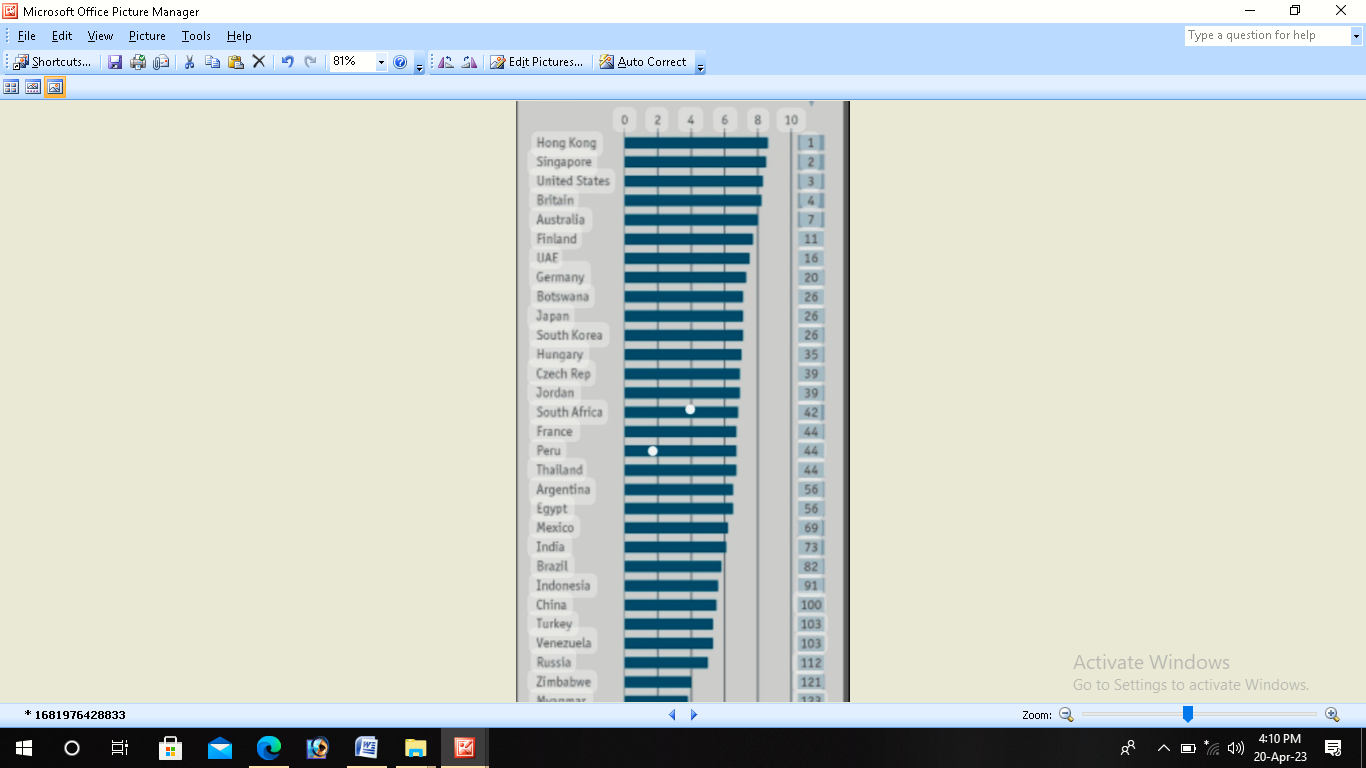 Microsoft Office Picture Manager
File Edit View Picture Tools Help
Type a question for help
Shortcuts... 81% Edit Pictures... Auto Correct
0 2 4 6 8 10
Hong Kong 1
Singapore 2
United States 3
Britain 4
Australia 7
Finland 11
UAE 16
Germany 20
Botswana 26
Japan 26
South Korea 26
Hungary 35
Czech Rep 39
Jordan 39
South Africa 42
France 44
Peru 44
Thailand 44
Argentina 56
Egypt 56
Mexico 69
India 73
Brazil 82
Indonesia 91
China 100
Turkey 103
Venezuela 103
Russia 112
Zimbabwe 121
Myanmar
Activate Windows
Go to Settings to activate Windows.
* 1681976428833
Zoom:
4:10 PM
20-Apr-23